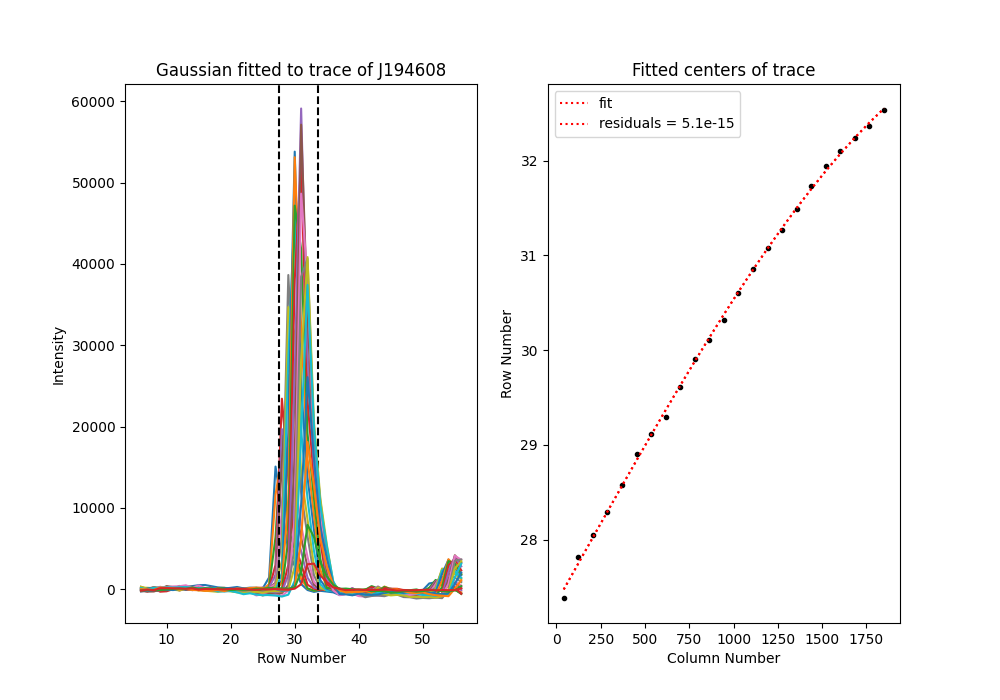 Gaussian fitted to trace of J194608
60000
50000
40000
30000
20000
10000
0
Intensity
10 20 30 40 50
Row Number
Fitted centers of trace
fit
residuals = 5.1e-15
32
31
30
29
28
Row Number
0 250 500 750 1000 1250 1500 1750
Column Number